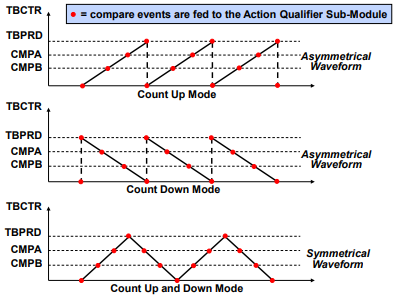 TBCTR
= compare events are fed to the Action Qualifier Sub-Module
TBPRD
CMPA
CMPB
Asymmetrical
Waveform
Count Up Mode
TBCTR
TBPRD
CMPA
CMPB
Asymmetrical
Waveform
Count Down Mode
TBCTR
TBPRD
CMPA
CMPB
Symmetrical
Waveform
Count Up and Down Mode